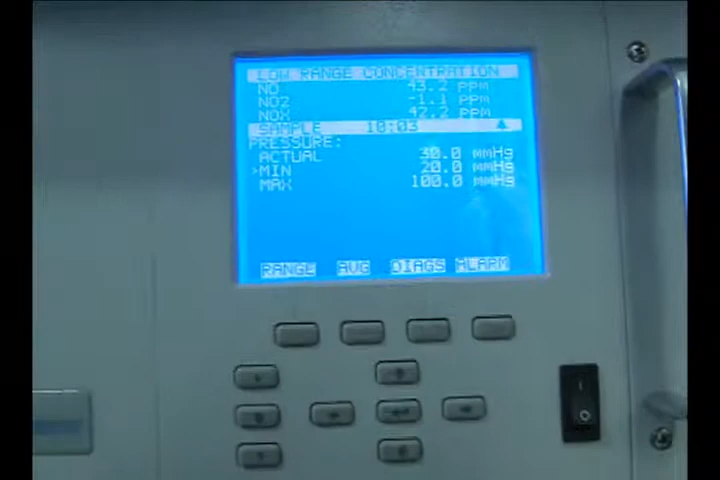 LOW RANGE CONCENTRATION
NO 43.2 PPM
NO2 -1.1 PPM
NOX 42.2 PPM
SAMPLE 10:03
PRESSURE:
ACTUAL 30.0 mmHg
>MIN 20.0 mmHg
MAX 100.0 mmHg
RANGE AVG DIAGS ALARM